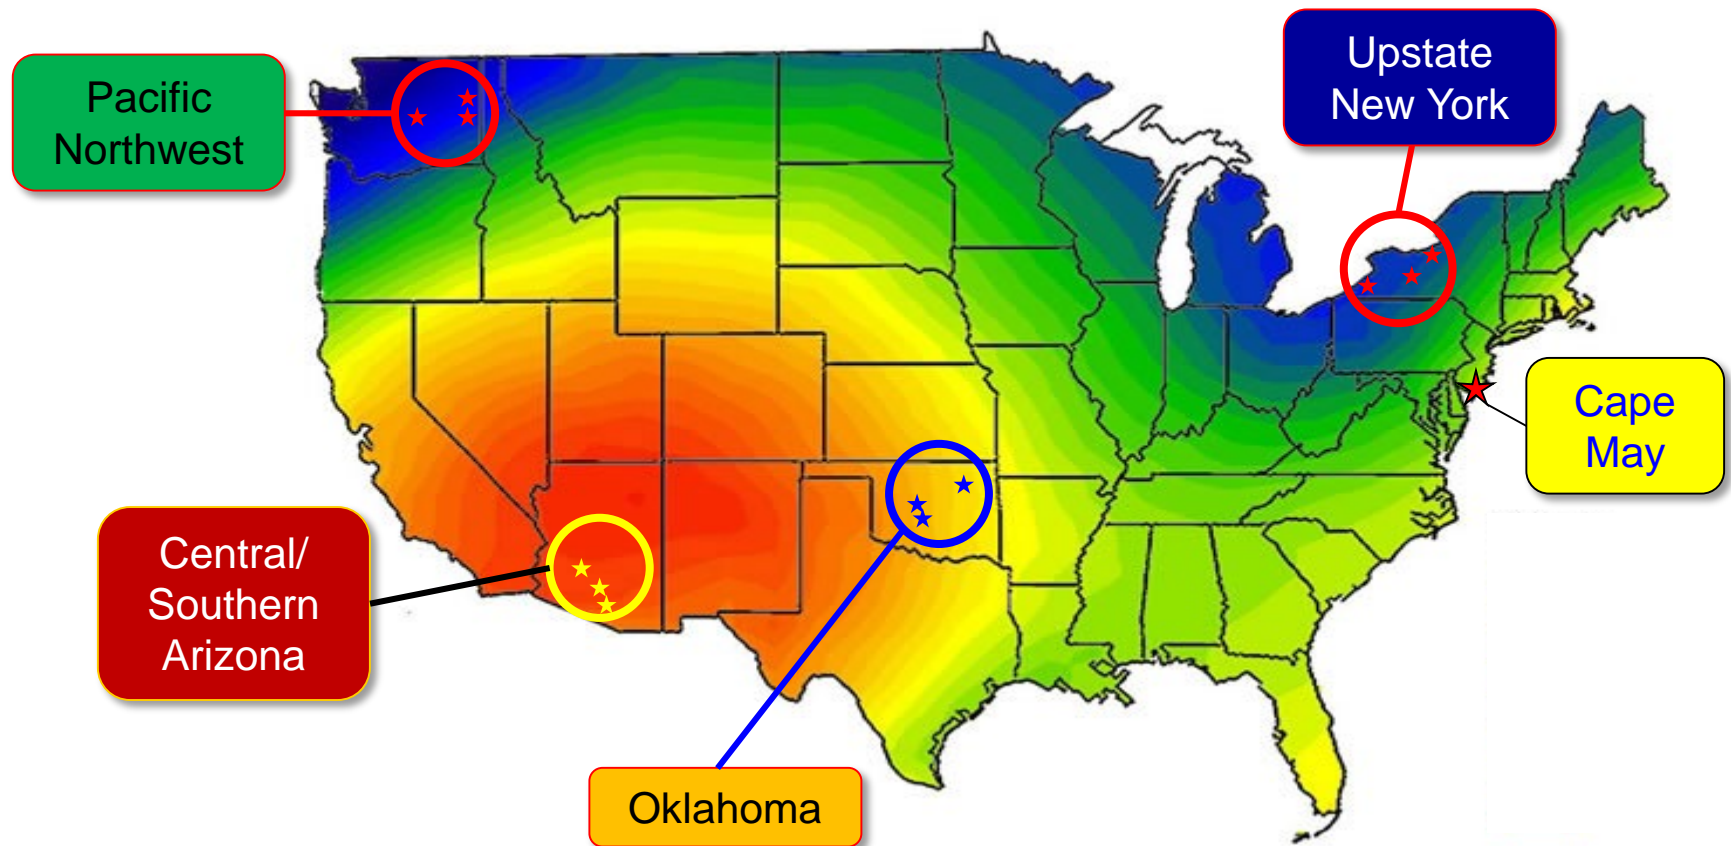 Pacific
Northwest
Upstate
New York
Cape
May
Central/
Southern
Arizona
Oklahoma